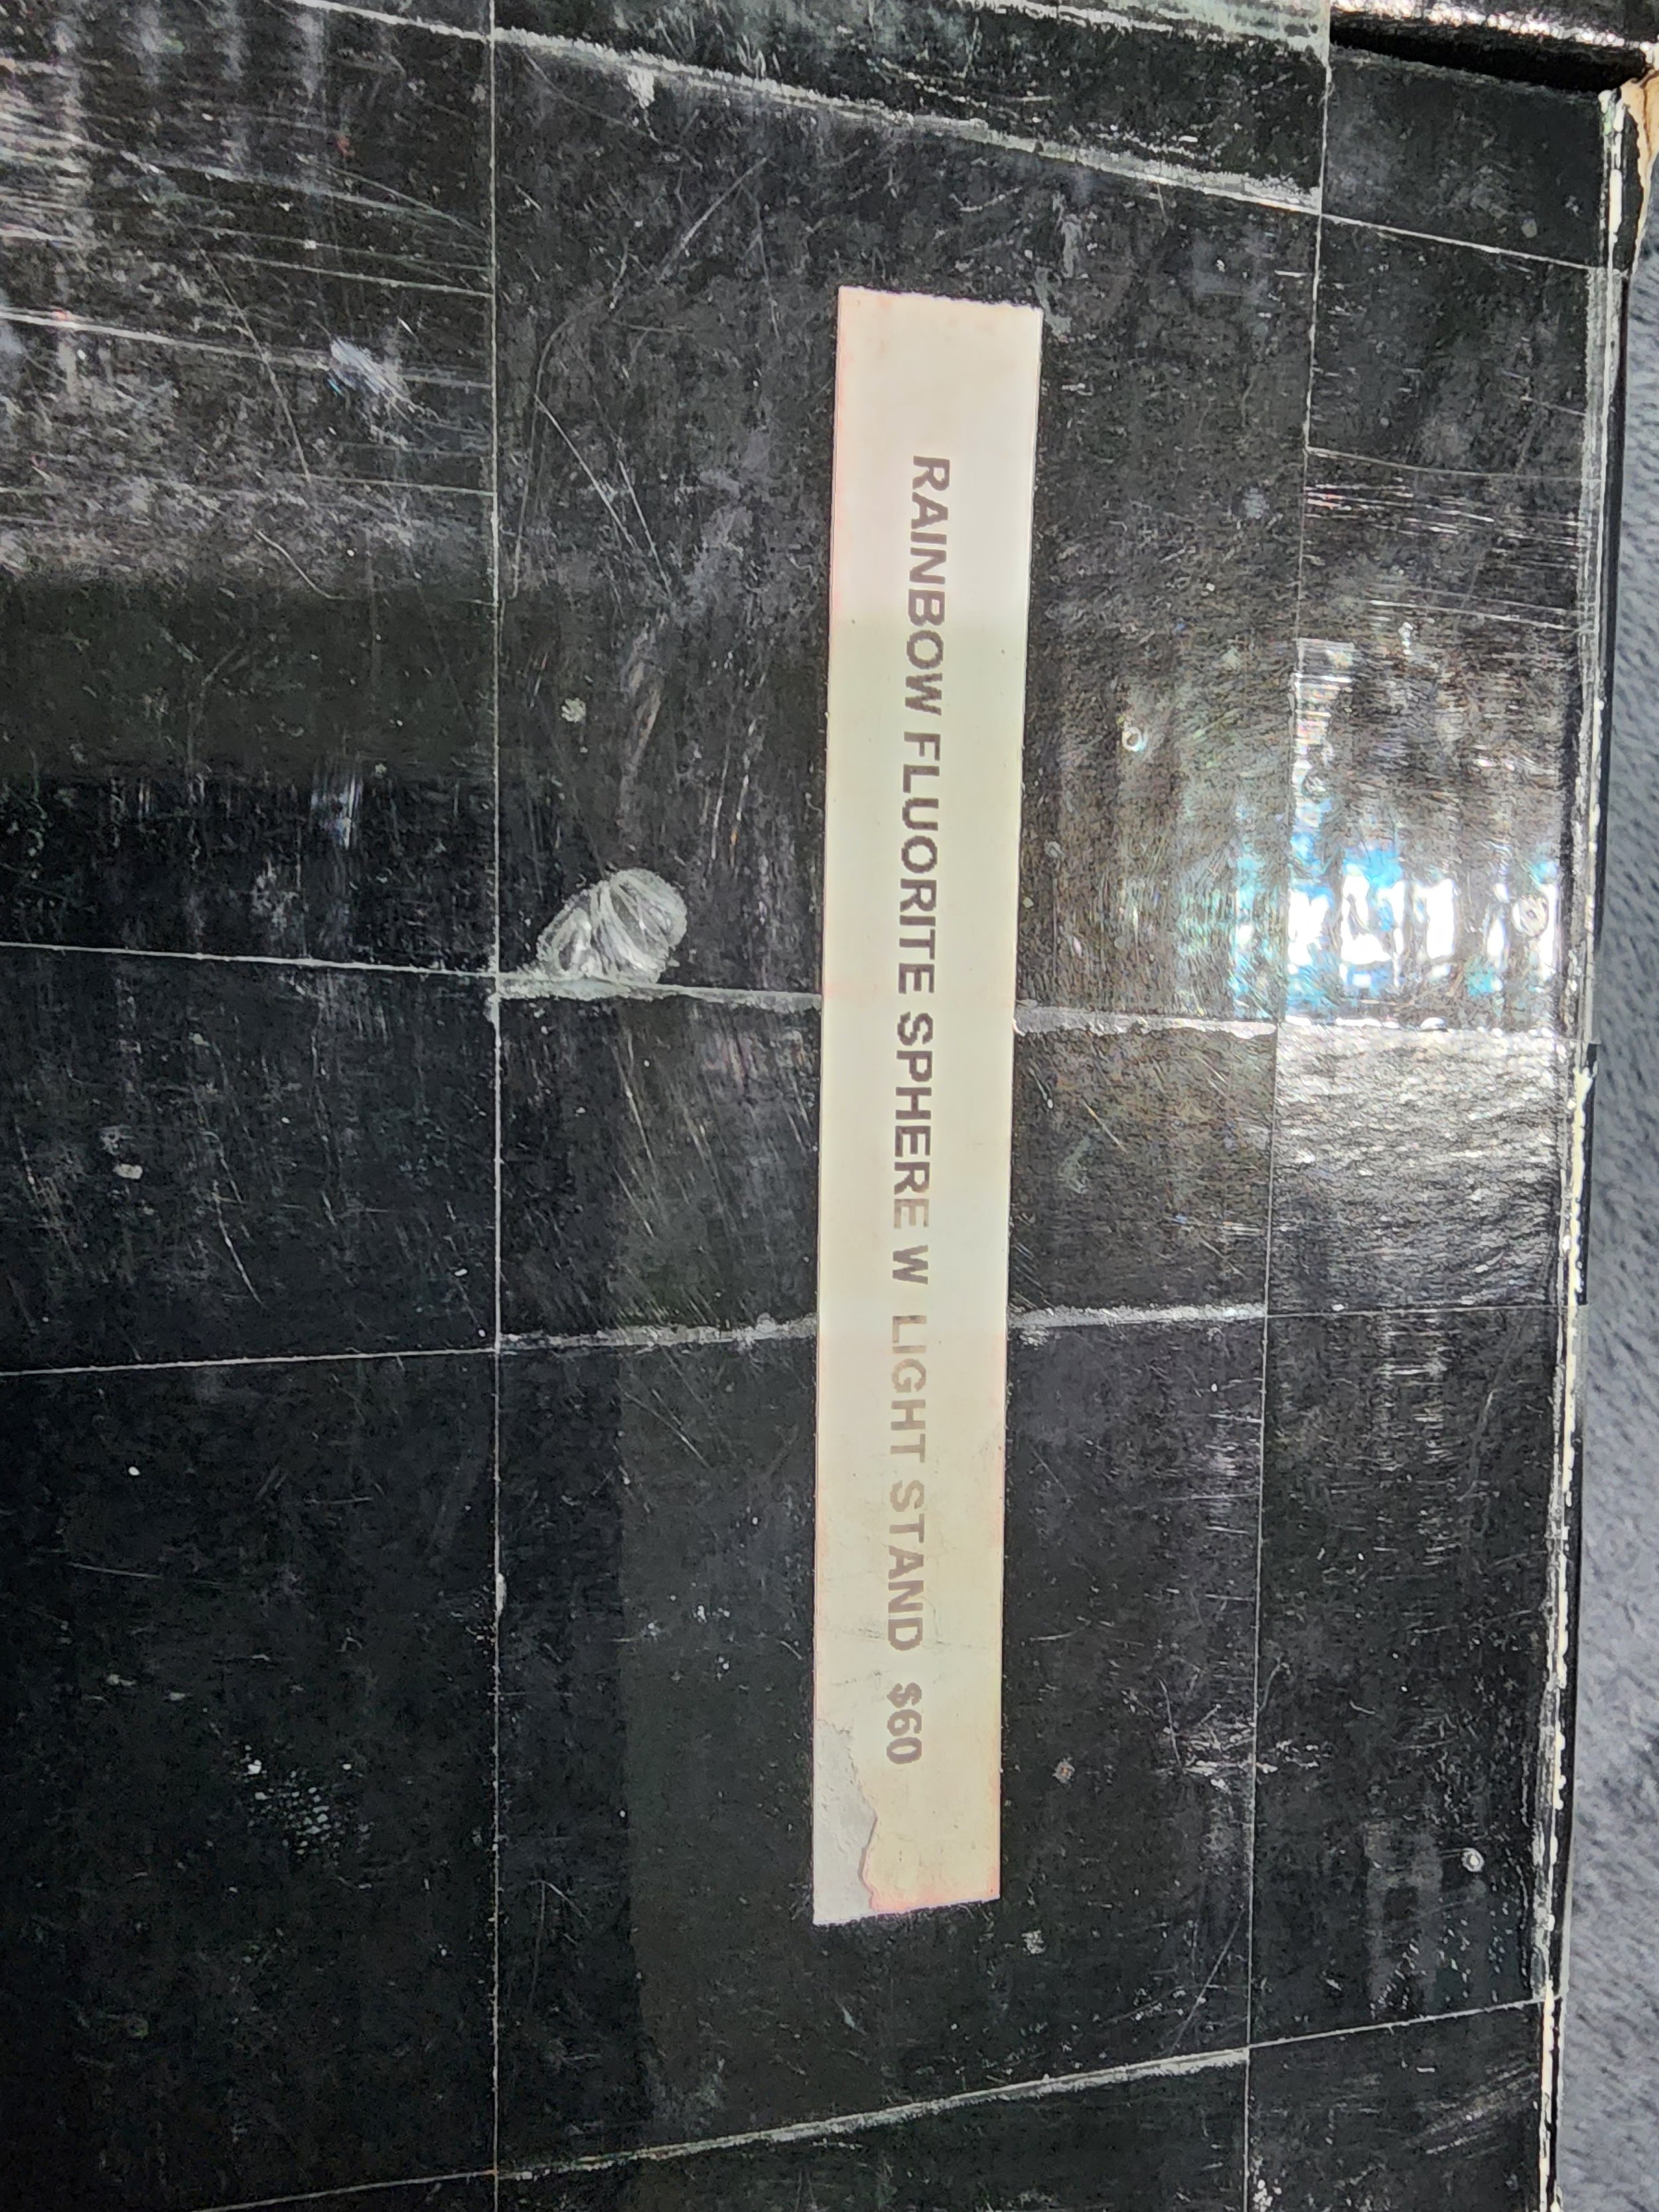 RAINBOW FLUORITE SPHERE W LIGHT STAND $60